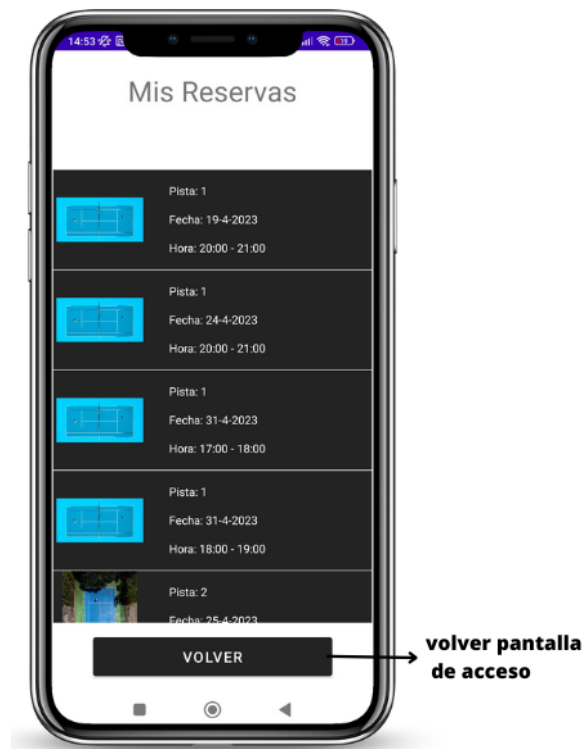 14:53
19
Mis Reservas
Pista: 1
Fecha: 19-4-2023
Hora: 20:00 - 21:00
Pista: 1
Fecha: 24-4-2023
Hora: 20:00 - 21:00
Pista: 1
Fecha: 31-4-2023
Hora: 17:00 - 18:00
Pista: 1
Fecha: 31-4-2023
Hora: 18:00 - 19:00
Pista: 2
Fecha: 25-4-2023
VOLVER
volver pantalla
de acceso